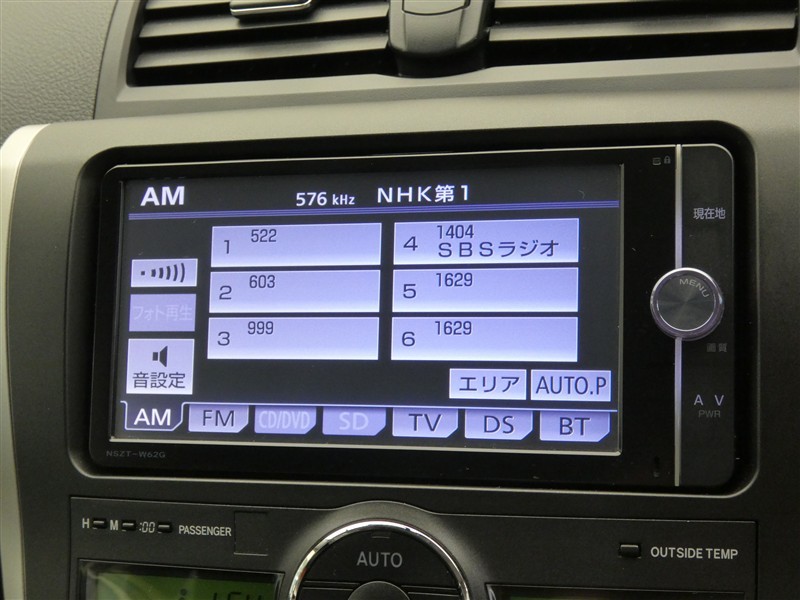 AM 576 kHz NHK第1
1 522
2 603
3 999
4 1404 SBSラジオ
5 1629
6 1629
フォト再生
音設定
エリア AUTO.P
AM FM CD/DVD SD TV DS BT
NSZT-W62G
現在地
MENU
画質
A V
PWR
H M :00 PASSENGER
AUTO
OUTSIDE TEMP